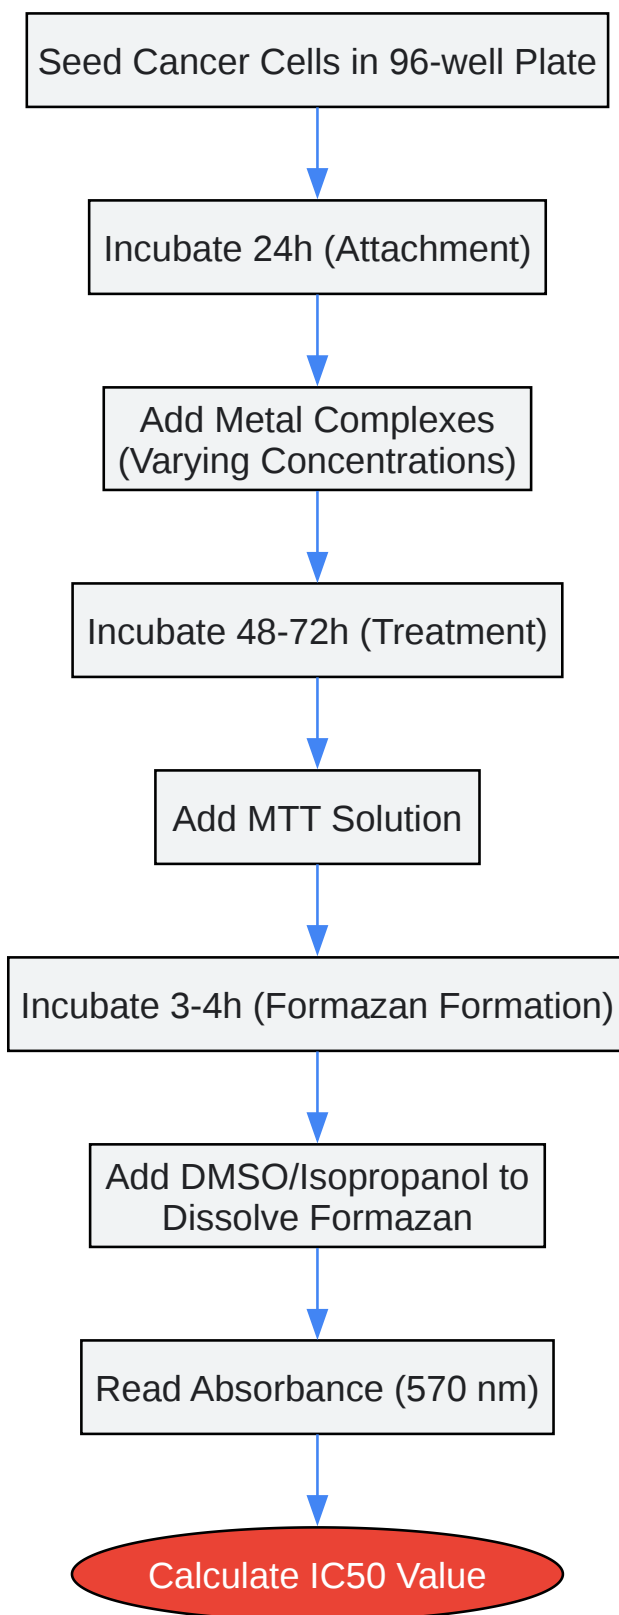 Seed Cancer Cells in 96-well Plate
Incubate 24h (Attachment)
Add Metal Complexes
(Varying Concentrations)
Incubate 48-72h (Treatment)
Add MTT Solution
Incubate 3-4h (Formazan Formation)
Add DMSO/Isopropanol to
Dissolve Formazan
Read Absorbance (570 nm)
Calculate IC50 Value